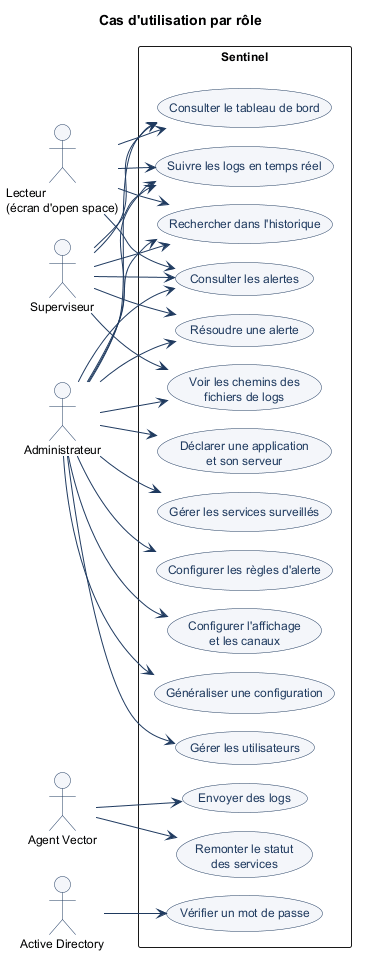 Cas d'utilisation par rôle
Sentinel
Consulter le tableau de bord
Suivre les logs en temps réel
Lecteur
(écran d'open space)
Rechercher dans l'historique
Consulter les alertes
Superviseur
Résoudre une alerte
Voir les chemins des
fichiers de logs
Administrateur
Déclarer une application
et son serveur
Gérer les services surveillés
Configurer les règles d'alerte
Configurer l'affichage
et les canaux
Généraliser une configuration
Gérer les utilisateurs
Envoyer des logs
Agent Vector
Remonter le statut
des services
Vérifier un mot de passe
Active Directory